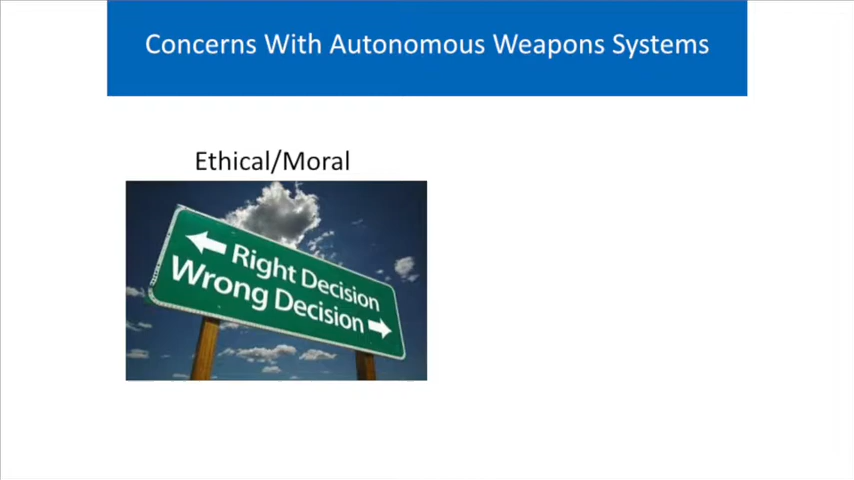 Concerns With Autonomous Weapons Systems
Ethical/Moral
Right Decision
Wrong Decision